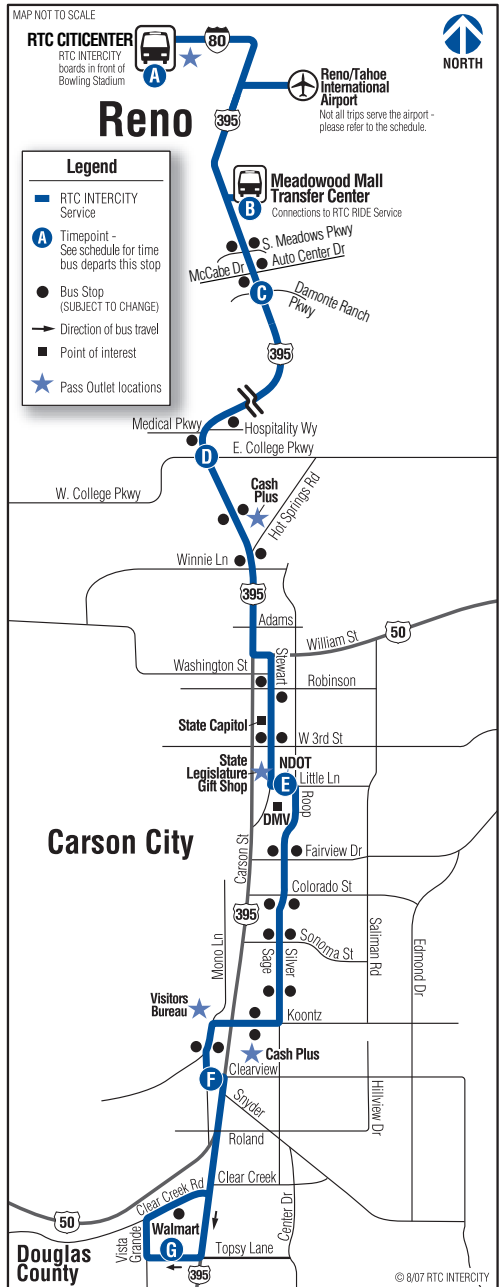 MAP NOT TO SCALE
RTC CITICENTER
RTC INTERCITY
boards in front of
Bowling Stadium
A
80
NORTH
Reno/Tahoe
International
Airport
Not all trips serve the airport -
please refer to the schedule.
Reno
395
Legend
RTC INTERCITY
Service
A
Timepoint -
See schedule for time
bus departs this stop
Bus Stop
(SUBJECT TO CHANGE)
Direction of bus travel
Point of interest
Pass Outlet locations
Meadowood Mall
Transfer Center
Connections to RTC RIDE Service
B
S. Meadows Pkwy
Auto Center Dr
McCabe Dr
C
Damonte Ranch
Pkwy
395
Medical Pkwy
Hospitality Wy
D
E. College Pkwy
W. College Pkwy
Cash
Plus
Hot Springs Rd
Winnie Ln
395
Adams
William St
50
Washington St
Stewart
Robinson
State Capitol
W 3rd St
State
Legislature
Gift Shop
NDOT
E
Little Ln
Roop
DMV
Carson City
Carson St
Fairview Dr
Colorado St
395
Mono Ln
Sonoma St
Sage
Silver
Saliman Rd
Edmond Dr
Visitors
Bureau
Koontz
Cash Plus
F
Clearview
Snyder
Hillview Dr
Roland
Clear Creek
Clear Creek Rd
Center Dr
50
Vista
Grande
Walmart
G
Topsy Lane
Douglas
County
395
© 8/07 RTC INTERCITY